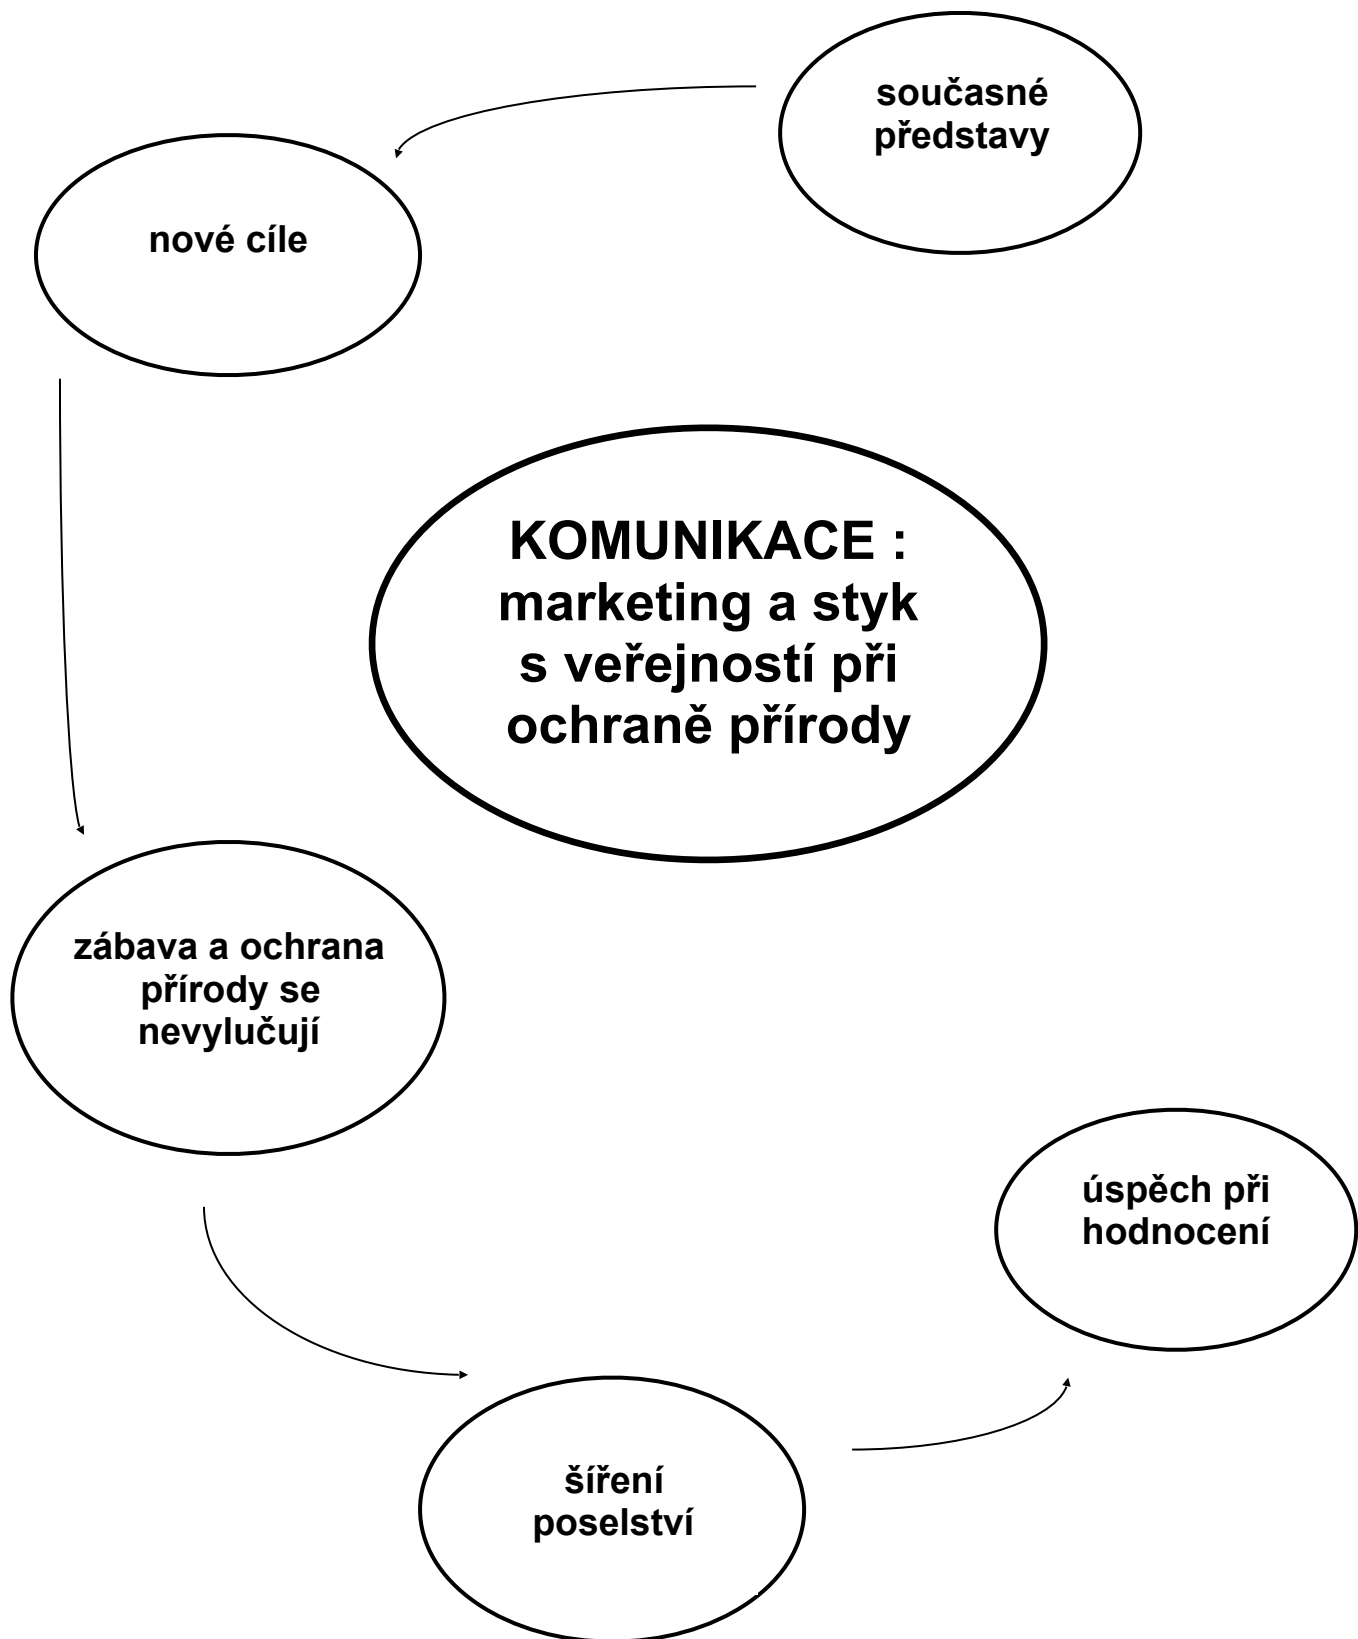 současné
představy
nové cíle
KOMUNIKACE :
marketing a styk
s veřejností při
ochraně přírody
zábava a ochrana
přírody se
nevylučují
úspěch při
hodnocení
šíření
poselství